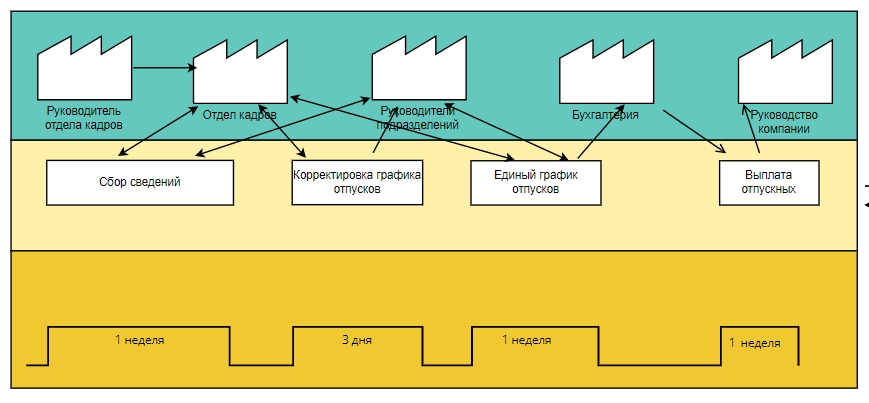 Руководитель
отдела кадров
Отдел кадров
Руководители
подразделений
Бухгалтерия
Руководство
компании
Сбор сведений
Корректировка графика
отпусков
Единый график
отпусков
Выплата
отпускных
1 неделя
3 дня
1 неделя
1 неделя